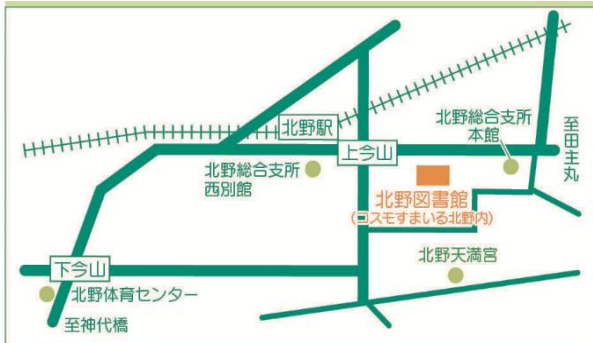 北野駅
上今山
北野総合支所
本館
至田主丸
北野総合支所
西別館
北野図書館
(コスモすまいる北野内)
北野天満宮
下今山
北野体育センター
至神代橋